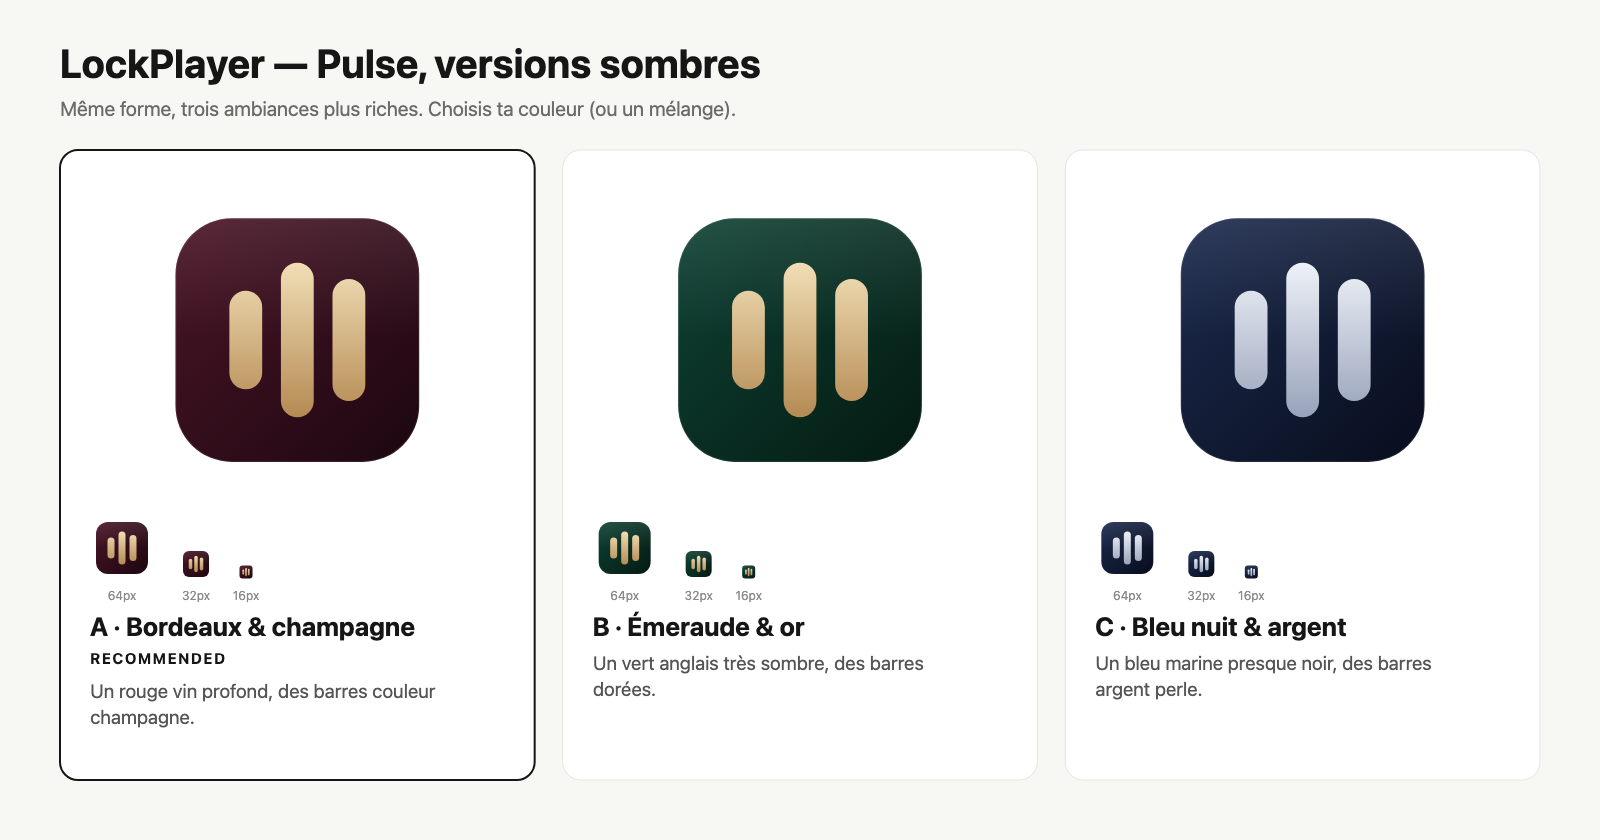 LockPlayer — Pulse, versions sombres
Même forme, trois ambiances plus riches. Choisis ta couleur (ou un mélange).
64px 32px 16px
A · Bordeaux & champagne
RECOMMENDED
Un rouge vin profond, des barres couleur
champagne.
64px 32px 16px
B · Émeraude & or
Un vert anglais très sombre, des barres
dorées.
64px 32px 16px
C · Bleu nuit & argent
Un bleu marine presque noir, des barres
argent perle.